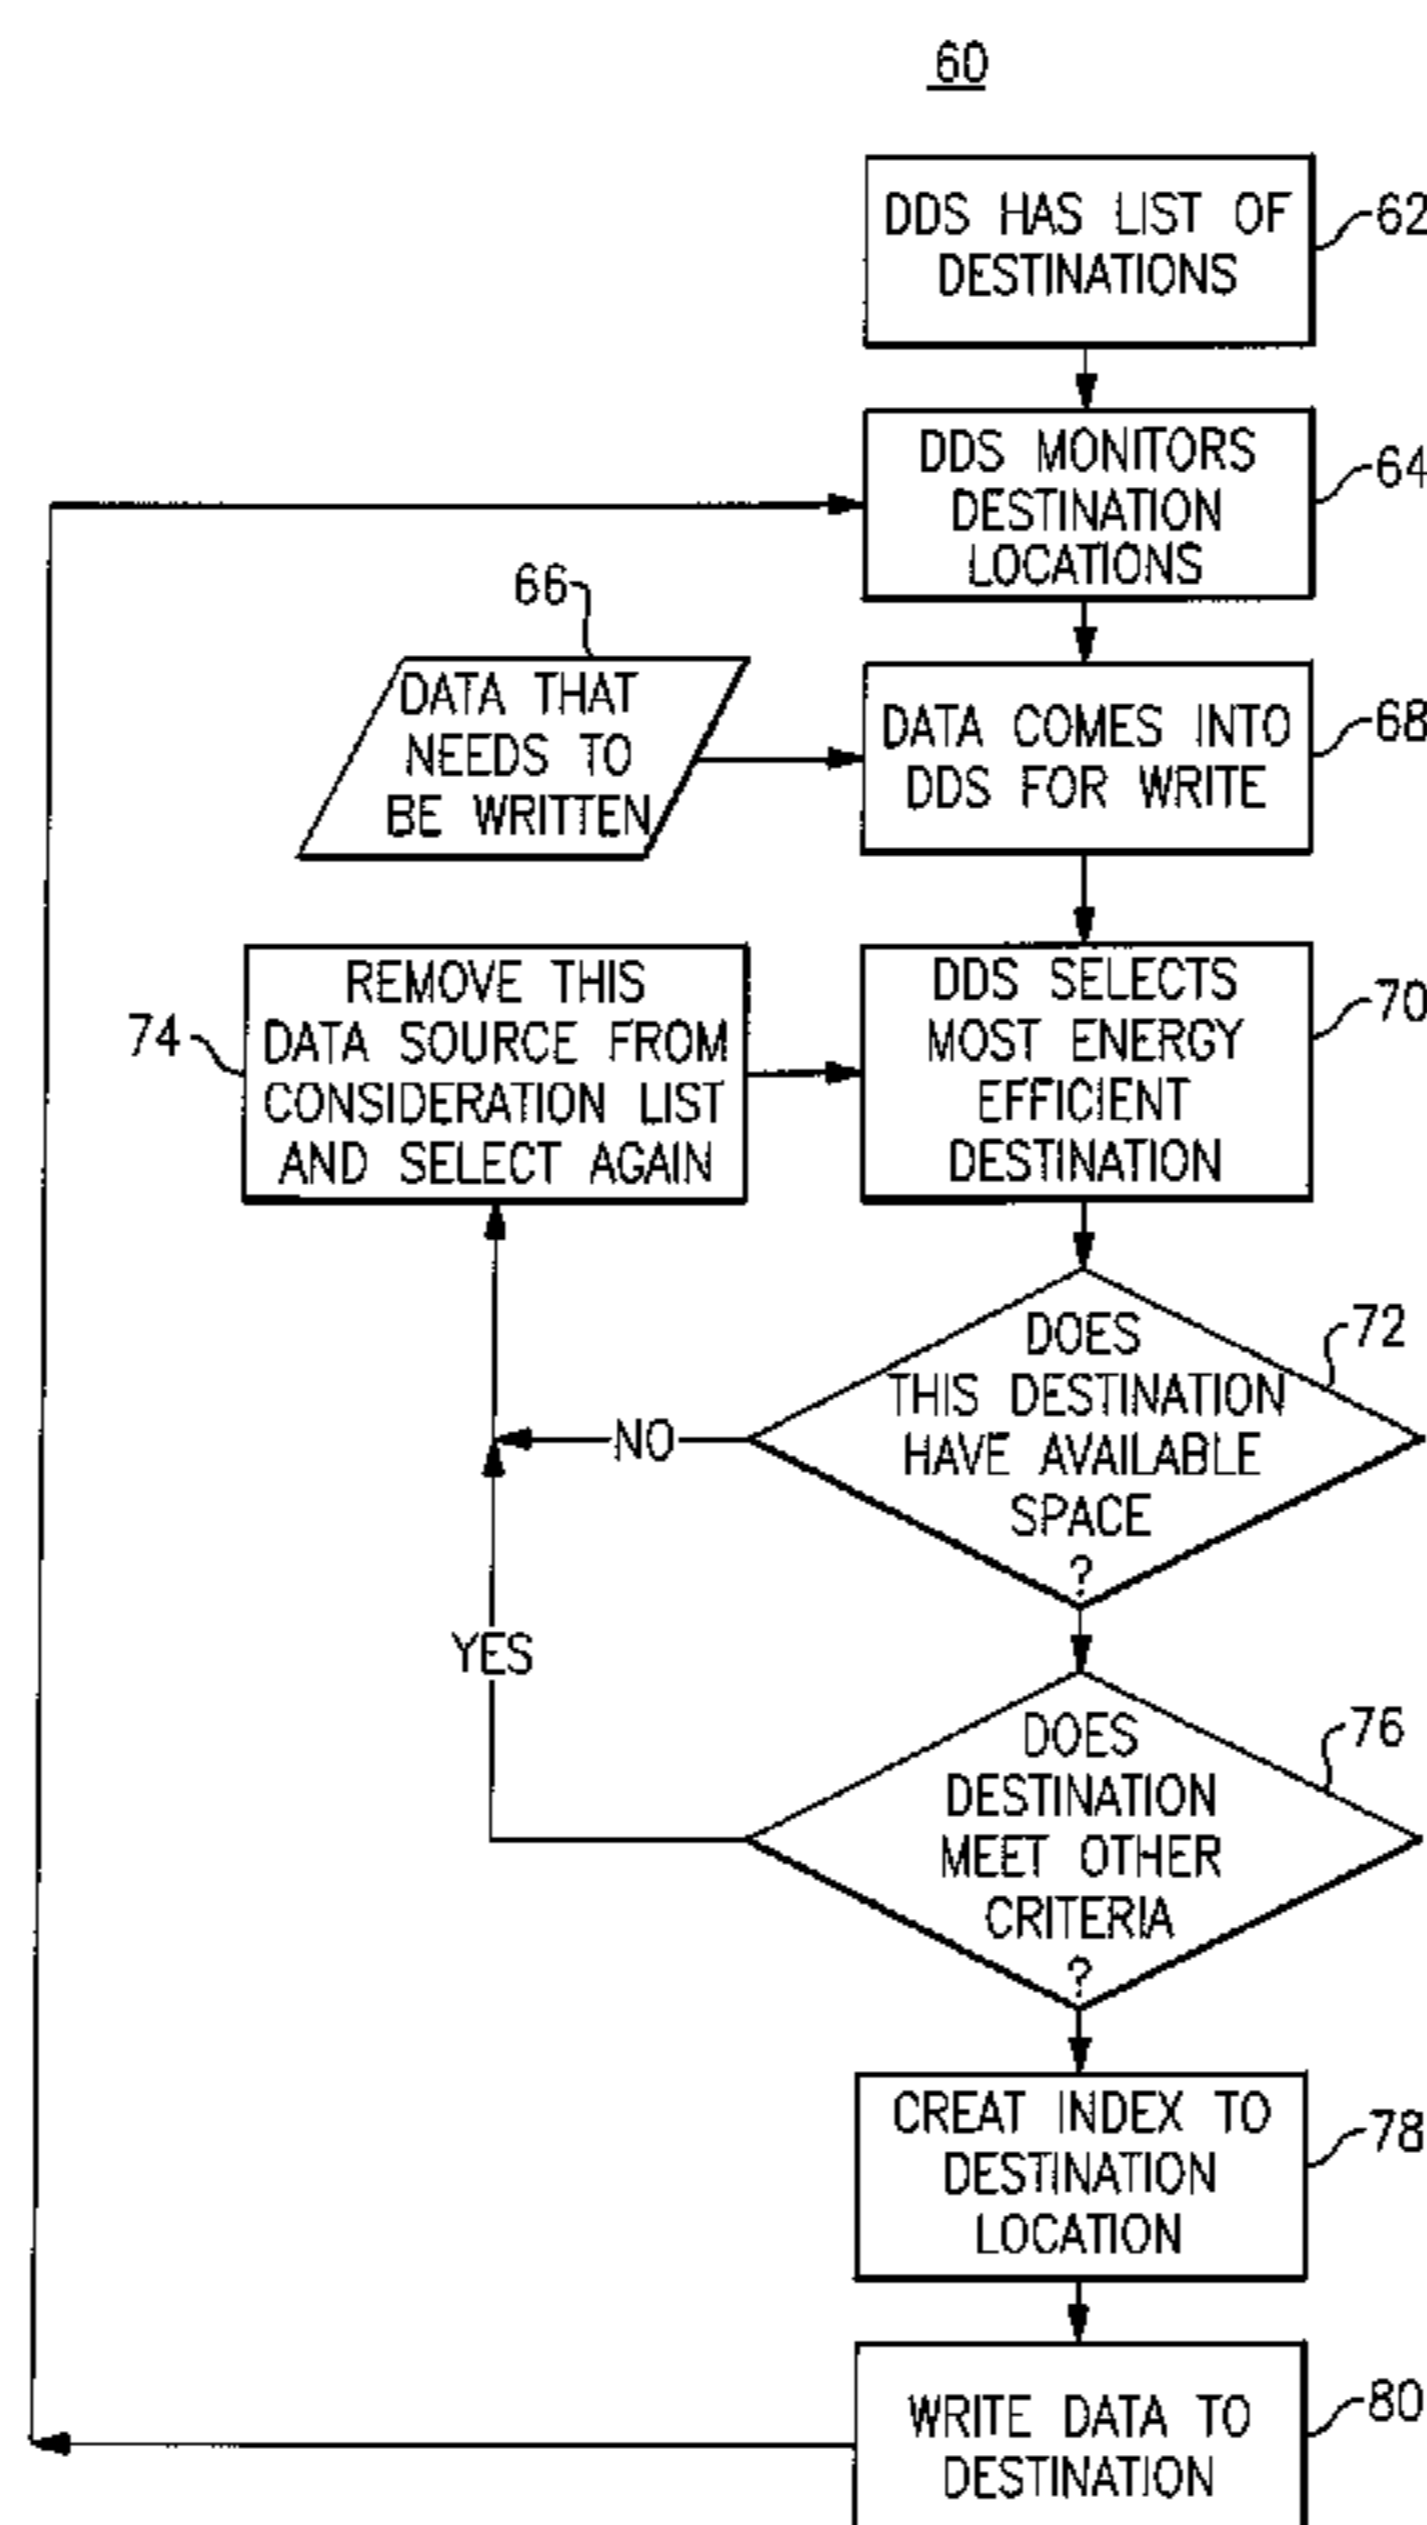 60
DDS HAS LIST OF
DESTINATIONS
62
DDS MONITORS
DESTINATION
LOCATIONS
64
66
DATA THAT
NEEDS TO
BE WRITTEN
DATA COMES INTO
DDS FOR WRITE
68
74
REMOVE THIS
DATA SOURCE FROM
CONSIDERATION LIST
AND SELECT AGAIN
DDS SELECTS
MOST ENERGY
EFFICIENT
DESTINATION
70
DOES
THIS DESTINATION
HAVE AVAILABLE
SPACE
?
72
NO
YES
DOES
DESTINATION
MEET OTHER
CRITERIA
?
76
CREAT INDEX TO
DESTINATION
LOCATION
78
WRITE DATA TO
DESTINATION
80